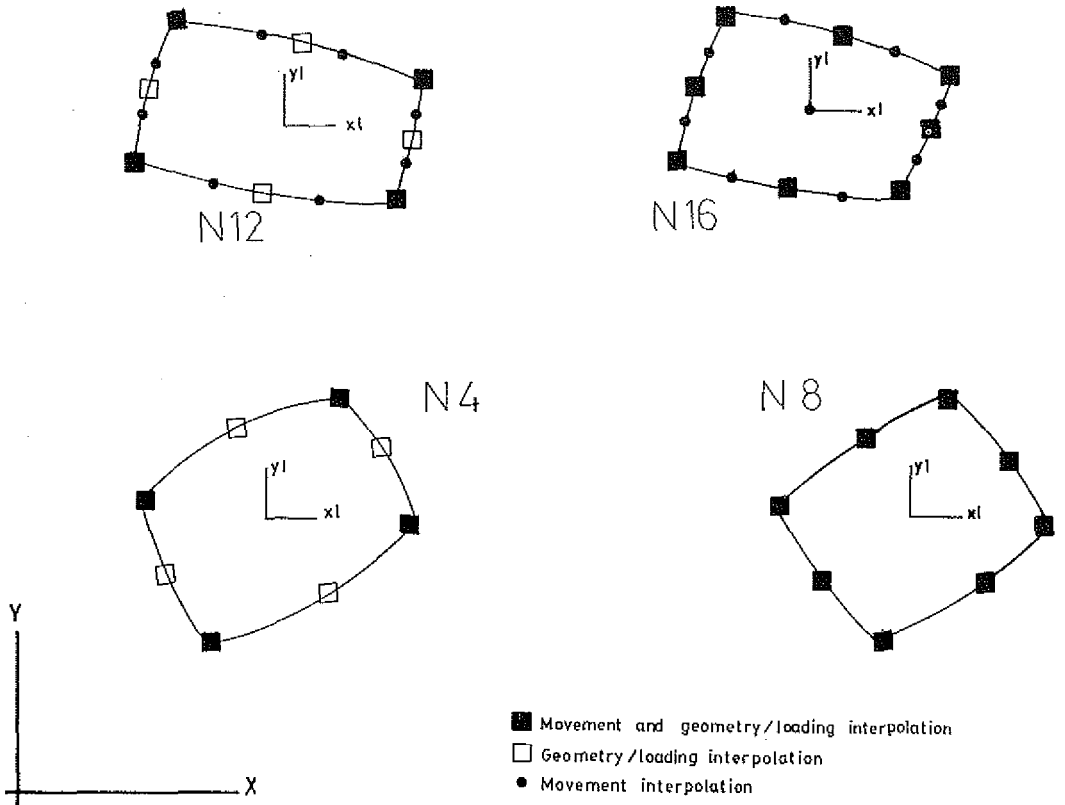 yl
xl
N12
yl
xl
N16
N4
yl
xl
N8
yl
xl
Y
X
Movement and geometry/loading interpolation
Geometry/loading interpolation
Movement interpolation